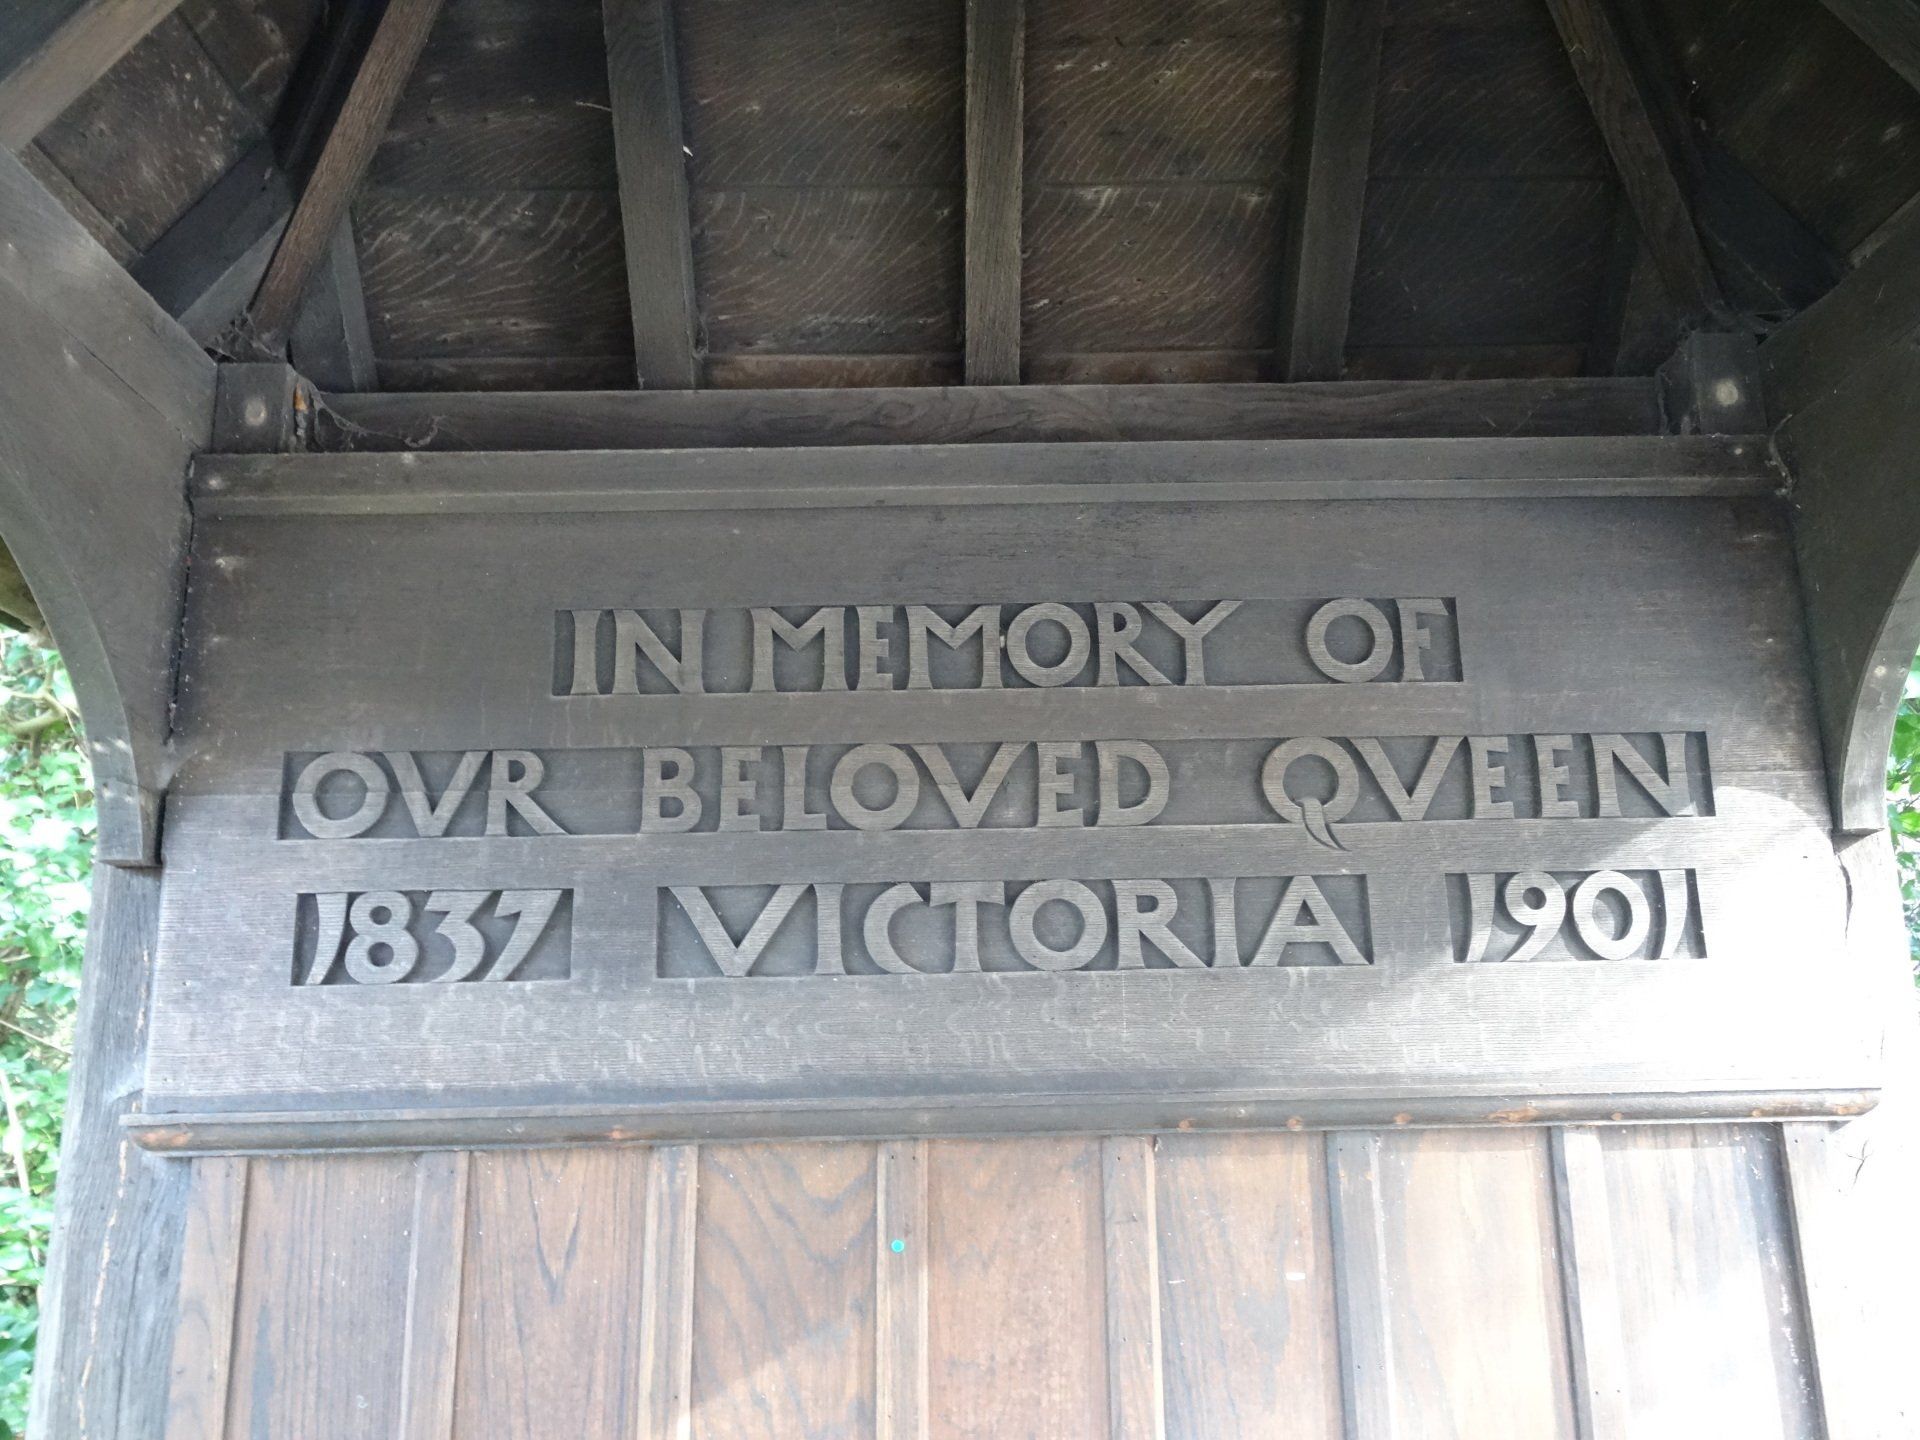 IN MEMORY OF
OVR BELOVED QVEEN
1837 VICTORIA 1901